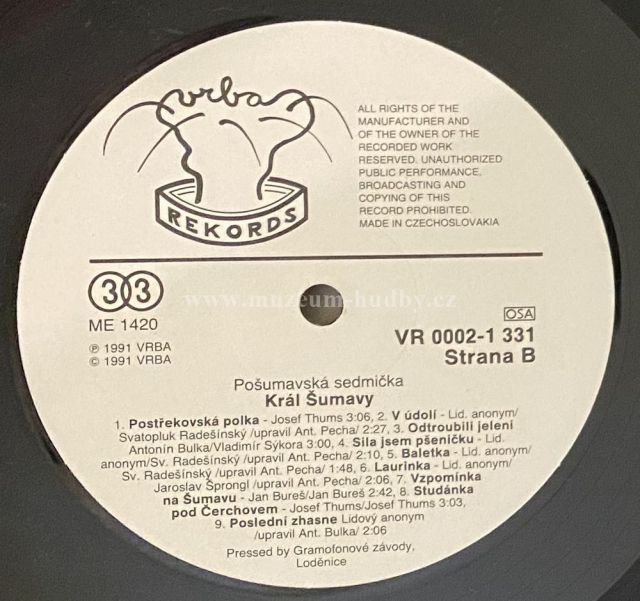 vrba
REKORDS
ALL RIGHTS OF THE
MANUFACTURER AND
OF THE OWNER OF THE
RECORDED WORK
RESERVED. UNAUTHORIZED
PUBLIC PERFORMANCE,
BROADCASTING AND
COPYING OF THIS
RECORD PROHIBITED.
MADE IN CZECHOSLOVAKIA
33
ME 1420
℗ 1991 VRBA
© 1991 VRBA
www.muzeum-hudby.cz
OSA
VR 0002-1 331
Strana B
Pošumavská sedmička
Král Šumavy
1. Postřekovská polka - Josef Thums 3:06, 2. V údolí - Lid. anonym/
Svatopluk Radešínský /upravil Ant. Pecha/ 2:27, 3. Odtroubili jeleni
Antonín Bulka/Vladimír Sýkora 3:00, 4. Sila jsem pšeničku - Lid.
anonym/Sv. Radešínský /upravil Ant. Pecha/ 2:10, 5. Baletka - Lid. anonym/
Sv. Radešínský /upravil Ant. Pecha/ 1:48, 6. Laurinka - Lid. anonym/
Jaroslav Šprongl /upravil Ant. Pecha/ 2:57, 7. Vzpomínka
na Šumavu - Jan Bureš/Jan Bureš 2:42, 8. Studánka
pod Čerchovem - Josef Thums/Josef Thums 3:03,
9. Poslední zhasne Lidový anonym
/upravil Ant. Bulka/ 2:06
Pressed by Gramofonové závody,
Loděnice